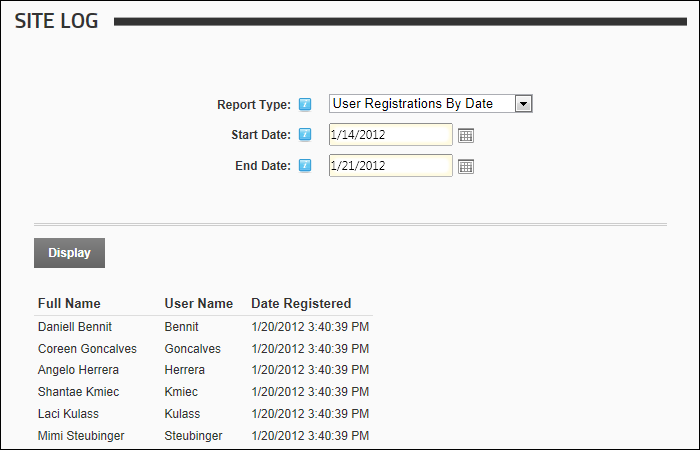 SITE LOG
Report Type: User Registrations By Date
Start Date: 1/14/2012
End Date: 1/21/2012
Display
Full Name User Name Date Registered
Daniell Bennit Bennit 1/20/2012 3:40:39 PM
Coreen Goncalves Goncalves 1/20/2012 3:40:39 PM
Angelo Herrera Herrera 1/20/2012 3:40:39 PM
Shantae Kmiec Kmiec 1/20/2012 3:40:39 PM
Laci Kulass Kulass 1/20/2012 3:40:39 PM
Mimi Steubinger Steubinger 1/20/2012 3:40:39 PM